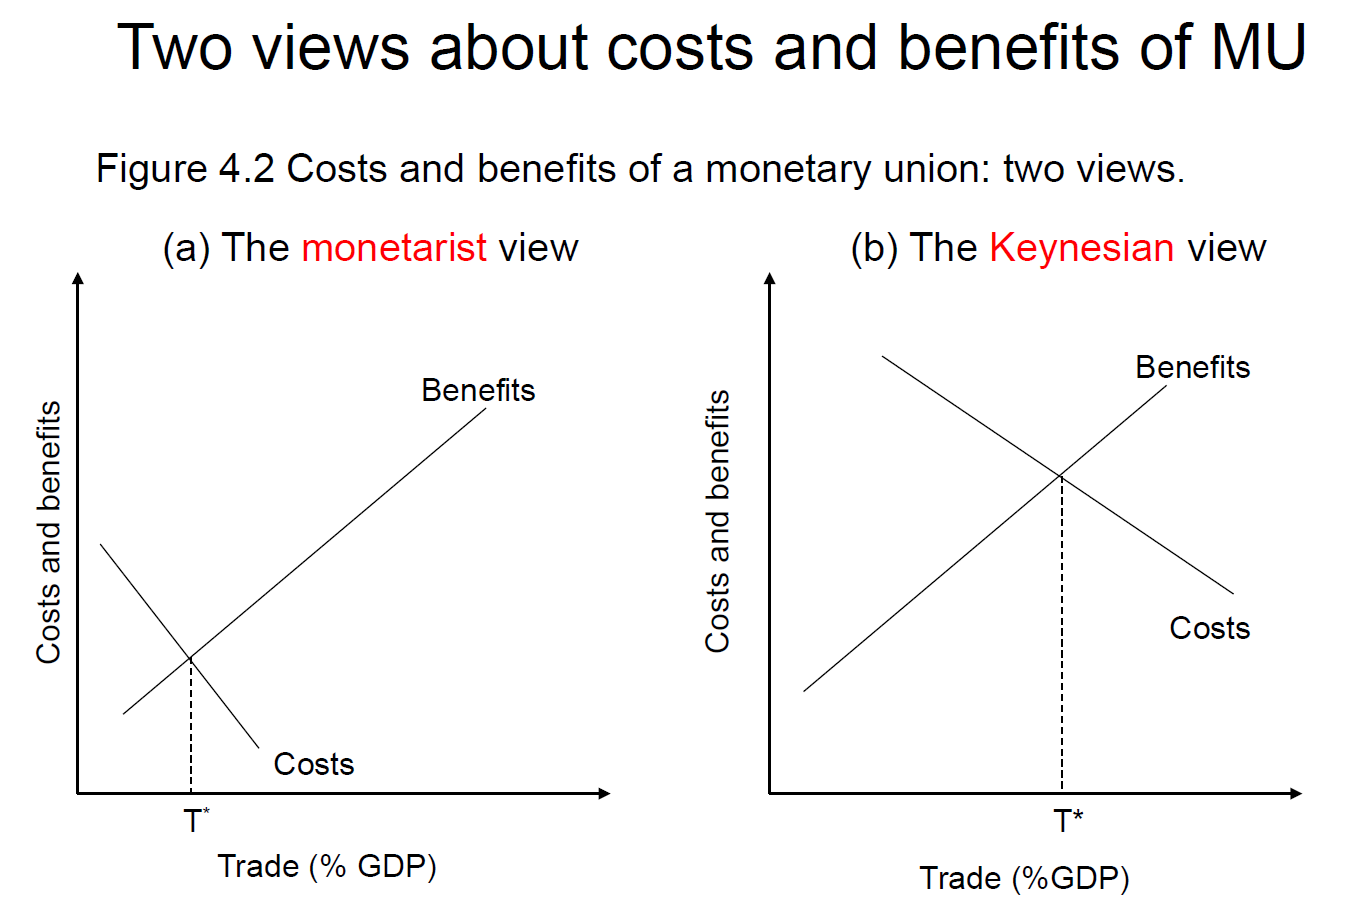 Two views about costs and benefits of MU
Figure 4.2 Costs and benefits of a monetary union: two views.
(a) The monetarist view
Costs and benefits
Benefits
Costs
T*
Trade (% GDP)
(b) The Keynesian view
Costs and benefits
Benefits
Costs
T*
Trade (%GDP)